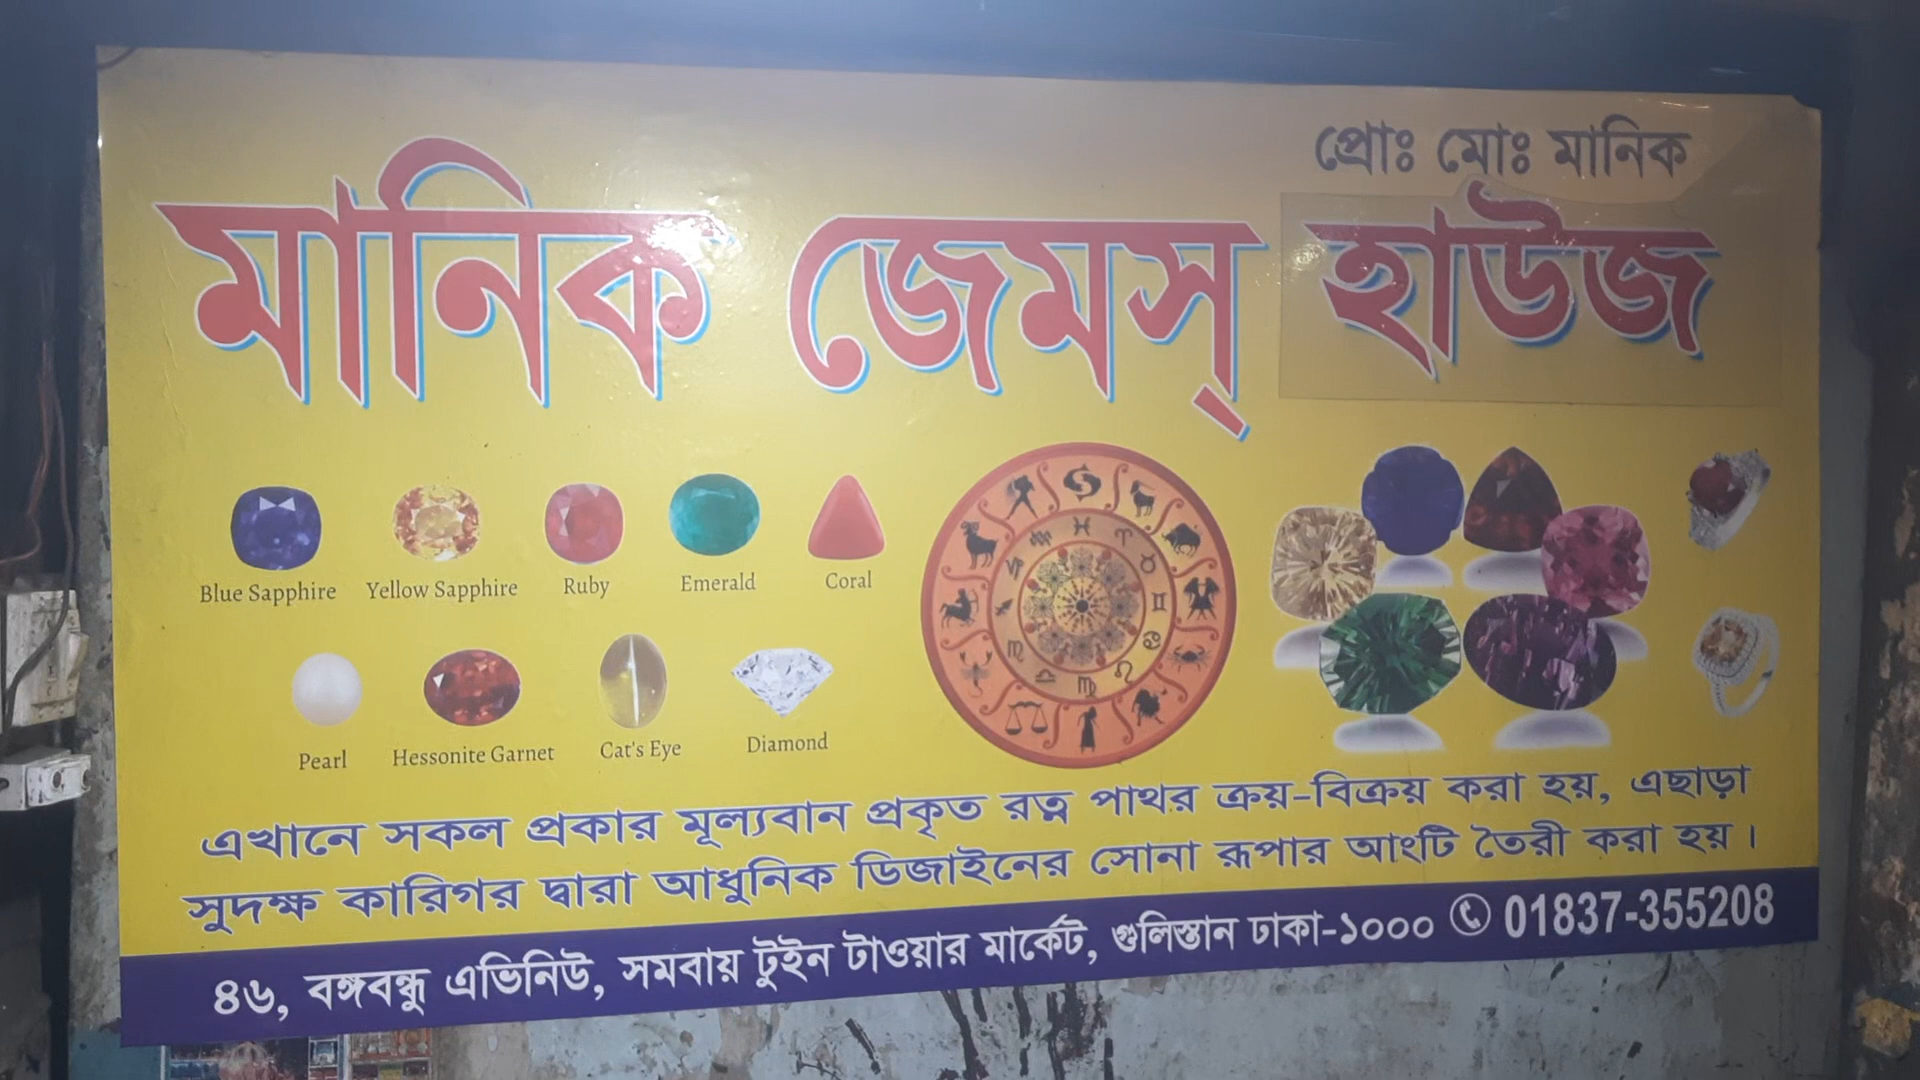 প্রোঃ মোঃ মানিক
মানিক জেমস্ হাউজ
Blue Sapphire Yellow Sapphire Ruby Emerald Coral
Pearl Hessonite Garnet Cat's Eye Diamond
এখানে সকল প্রকার মূল্যবান প্রকৃত রত্ন পাথর ক্রয়-বিক্রয় করা হয়, এছাড়া
সুদক্ষ কারিগর দ্বারা আধুনিক ডিজাইনের সোনা রূপার আংটি তৈরী করা হয়।
৪৬, বঙ্গবন্ধু এভিনিউ, সমবায় টুইন টাওয়ার মার্কেট, গুলিস্তান ঢাকা-১০০০ 01837-355208